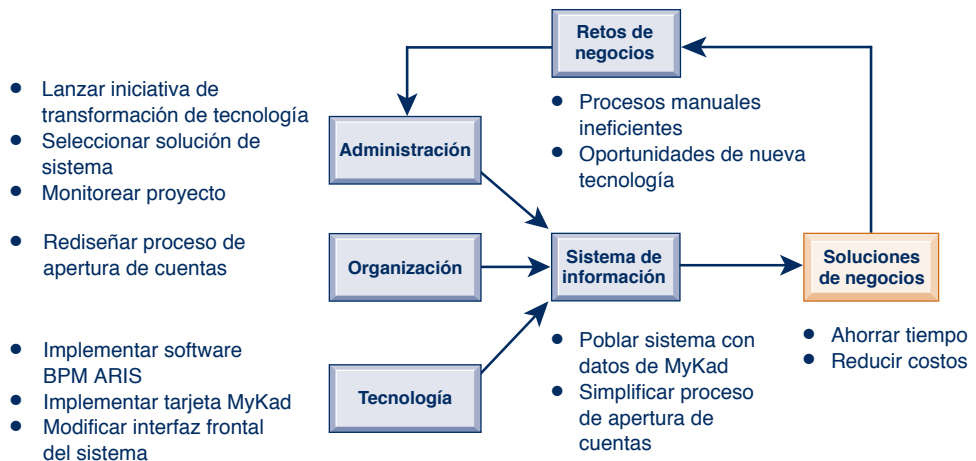 Retos de
negocios
● Procesos manuales
ineficientes
● Oportunidades de nueva
tecnología
● Lanzar iniciativa de
transformación de tecnología
● Seleccionar solución de
sistema
● Monitorear proyecto
Administración
● Rediseñar proceso de
apertura de cuentas
Organización
● Implementar software
BPM ARIS
● Implementar tarjeta MyKad
● Modificar interfaz frontal
del sistema
Tecnología
Sistema de
información
● Poblar sistema con
datos de MyKad
● Simplificar proceso
de apertura de
cuentas
Soluciones
de negocios
● Ahorrar tiempo
● Reducir costos